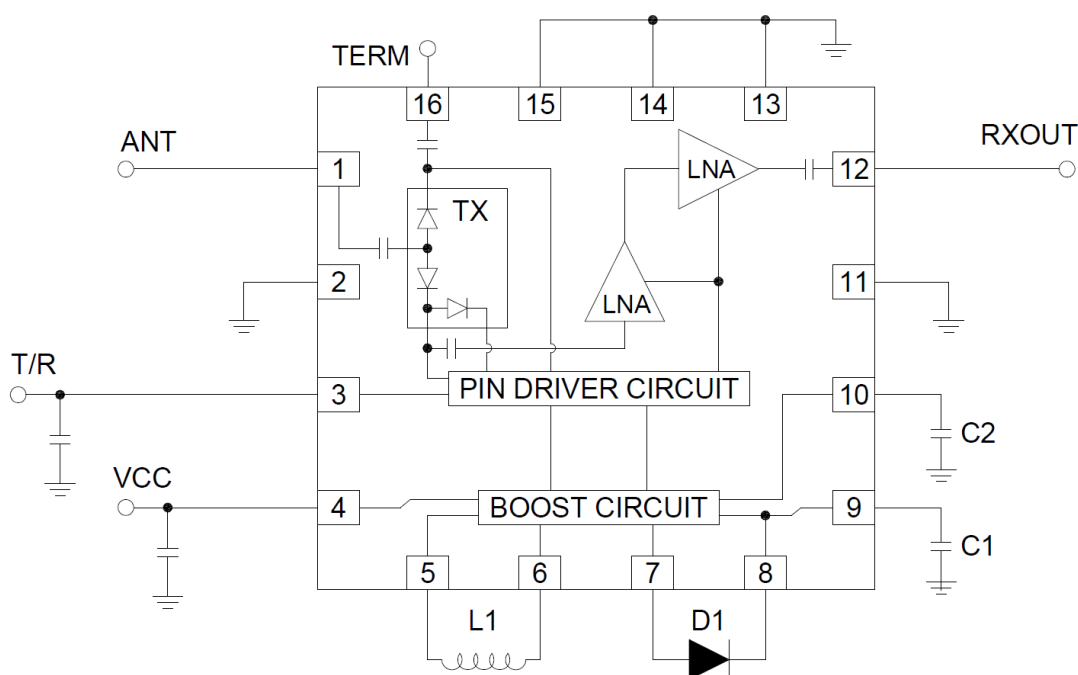 TERM
16
15
14
13
ANT
1
LNA
12
RXOUT
TX
2
LNA
11
T/R
3
PIN DRIVER CIRCUIT
10
C2
VCC
4
BOOST CIRCUIT
9
C1
5
6
7
8
L1
D1